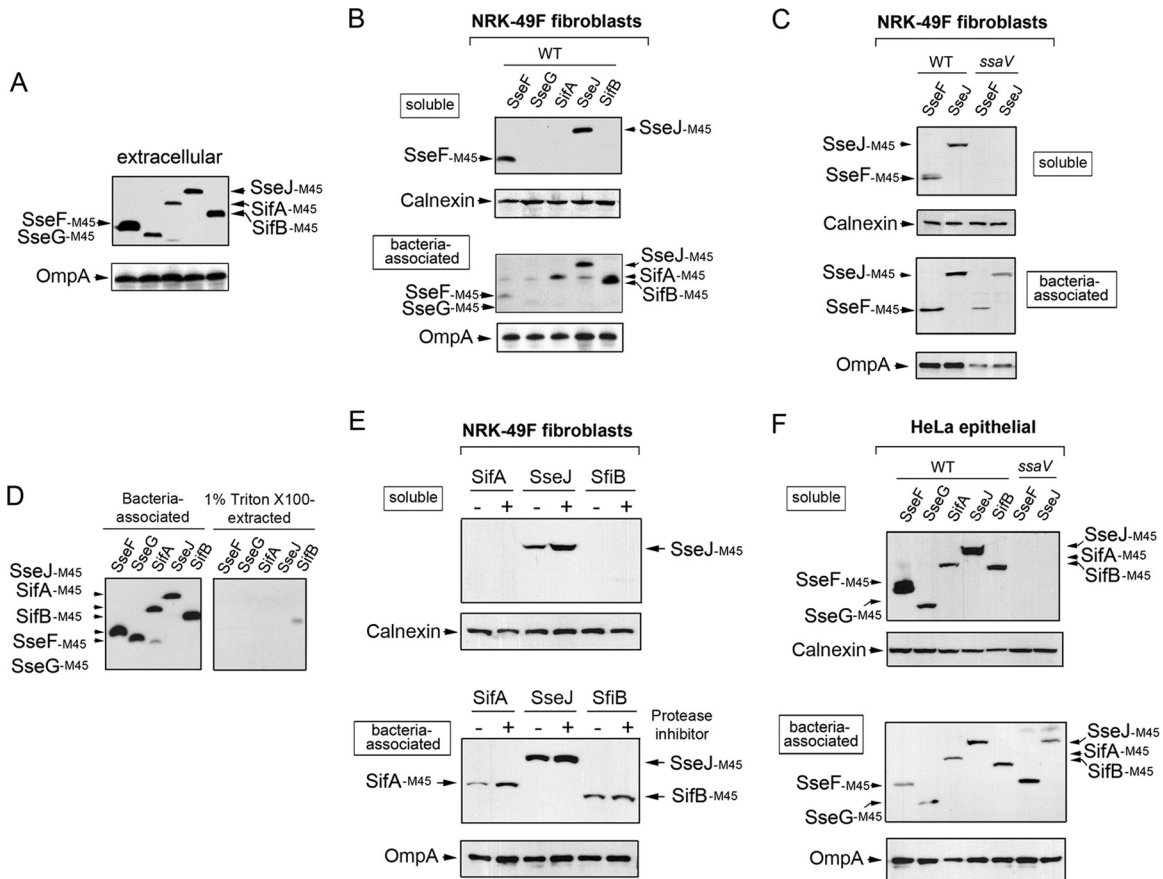 A
extracellular
SseJ-M45
SifA-M45
SifB-M45
SseF-M45
SseG-M45
OmpA
B
NRK-49F fibroblasts
WT
SseF
SseG
SifA
SseJ
SifB
soluble
SseJ-M45
SseF-M45
Calnexin
bacteria-
associated
SseJ-M45
SifA-M45
SifB-M45
SseF-M45
SseG-M45
OmpA
C
NRK-49F fibroblasts
WT
ssaV
SseF
SseJ
SseF
SseJ
SseJ-M45
SseF-M45
soluble
Calnexin
SseJ-M45
SseF-M45
bacteria-
associated
OmpA
D
Bacteria-
associated
1% Triton X100-
extracted
SseF
SseG
SifA
SseJ
SifB
SseF
SseG
SifA
SseJ
SifB
SseJ-M45
SifA-M45
SifB-M45
SseF-M45
SseG-M45
E
NRK-49F fibroblasts
SifA SseJ SfiB
soluble
- + - + - +
SseJ-M45
Calnexin
SifA SseJ SfiB
bacteria-
associated
- + - + - +
Protease
inhibitor
SifA-M45
SseJ-M45
SifB-M45
OmpA
F
HeLa epithelial
WT
ssaV
soluble
SseF
SseG
SifA
SseJ
SifB
SseF
SseJ
SseJ-M45
SifA-M45
SifB-M45
SseF-M45
SseG-M45
Calnexin
bacteria-
associated
SseJ-M45
SifA-M45
SifB-M45
SseF-M45
SseG-M45
OmpA